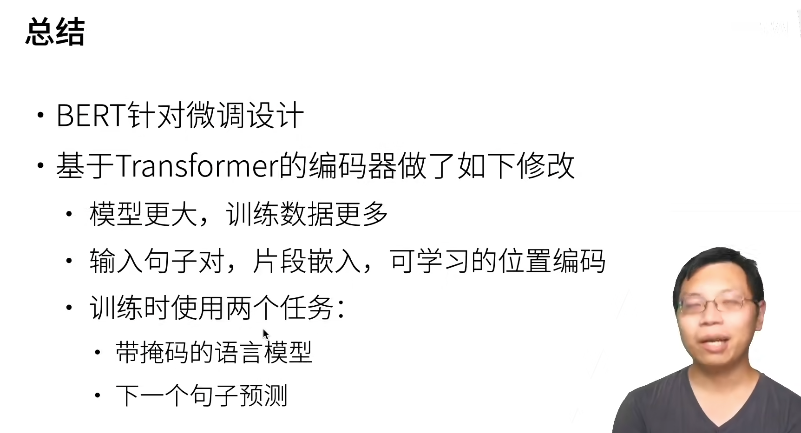 总结
• BERT针对微调设计
• 基于Transformer的编码器做了如下修改
• 模型更大，训练数据更多
• 输入句子对，片段嵌入，可学习的位置编码
• 训练时使用两个任务：
• 带掩码的语言模型
• 下一个句子预测